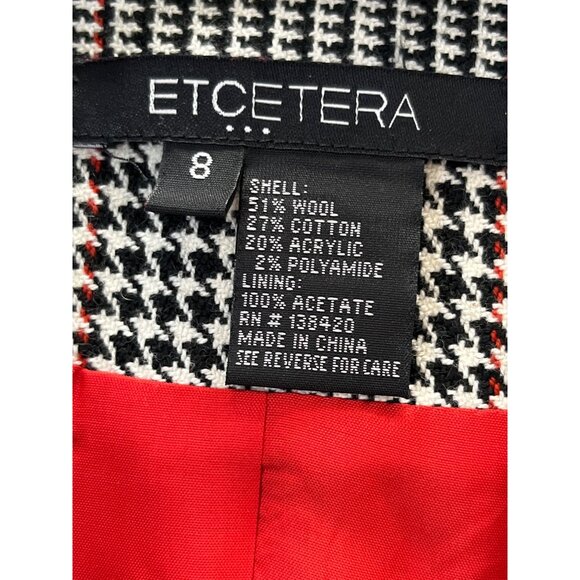 ETCETERA
8
SHELL:
51% WOOL
27% COTTON
20% ACRYLIC
2% POLYAMIDE
LINING:
100% ACETATE
RN # 138420
MADE IN CHINA
SEE REVERSE FOR CARE